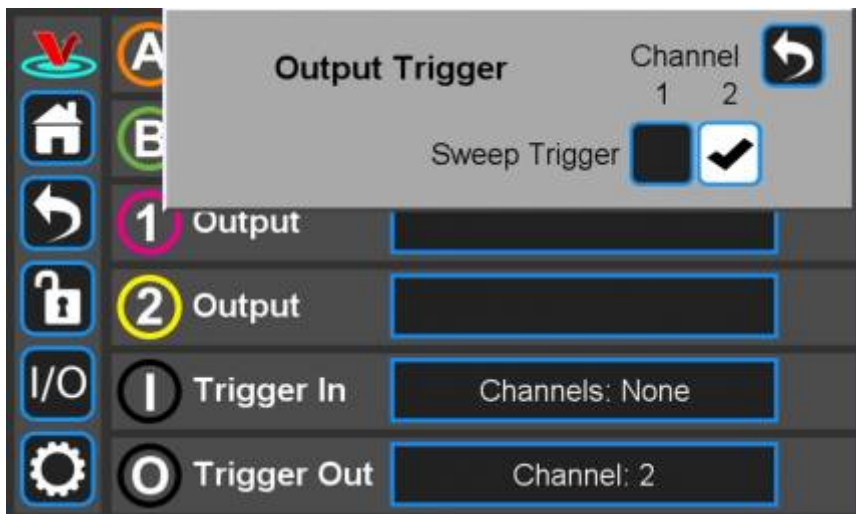 V
A
Output Trigger
Channel
1 2
Sweep Trigger
B
1 Output
2 Output
I/O
I Trigger In
Channels: None
O Trigger Out
Channel: 2